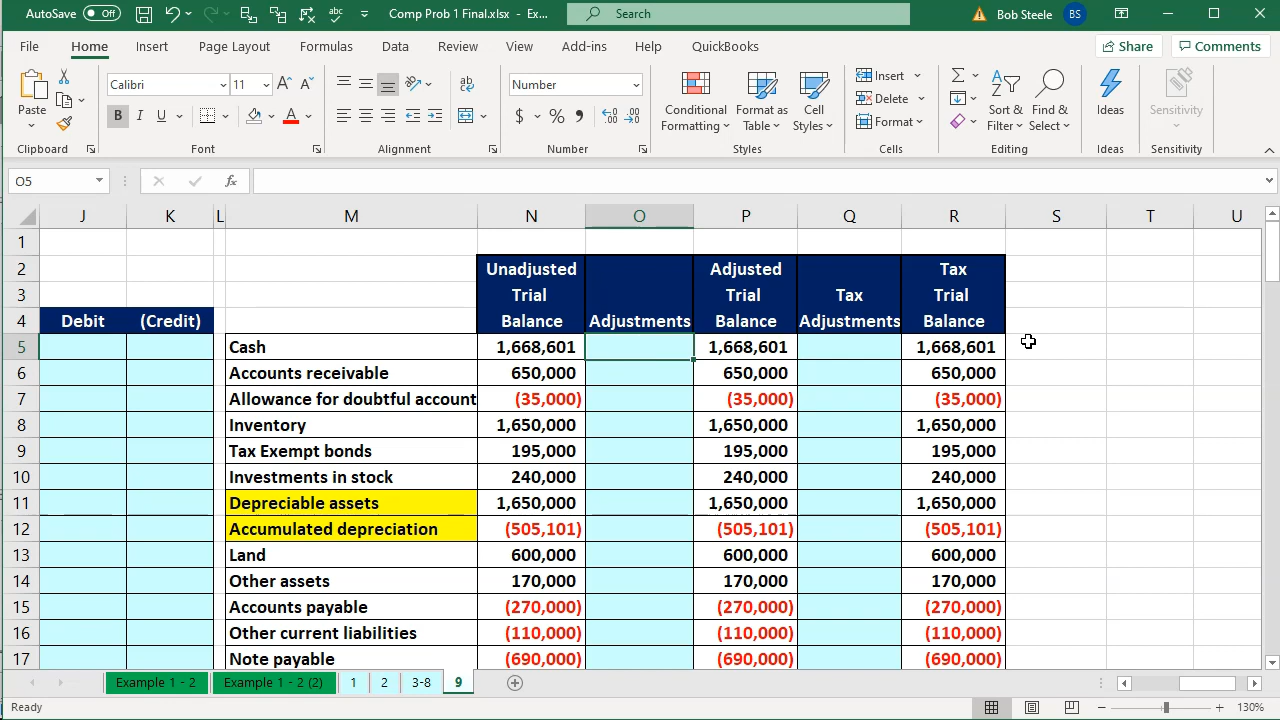 AutoSave Off abc Comp Prob 1 Final.xlsx - Ex... Search Bob Steele BS
File Home Insert Page Layout Formulas Data Review View Add-ins Help QuickBooks Share Comments
Calibri 11 A A ab Number Insert
Paste Conditional Format as Cell Delete Sort & Find & Ideas Sensitivity
B I U A $ % Formatting Table Styles Format Filter Select
Clipboard Font Alignment Number Styles Cells Editing Ideas Sensitivity
O5 fx
J K L M N O P Q R S T U
1
2 Unadjusted Adjusted Tax
3 Trial Trial Tax Trial
4 Debit (Credit) Balance Adjustments Balance Adjustments Balance
5 Cash 1,668,601 1,668,601 1,668,601
6 Accounts receivable 650,000 650,000 650,000
7 Allowance for doubtful account (35,000) (35,000) (35,000)
8 Inventory 1,650,000 1,650,000 1,650,000
9 Tax Exempt bonds 195,000 195,000 195,000
10 Investments in stock 240,000 240,000 240,000
11 Depreciable assets 1,650,000 1,650,000 1,650,000
12 Accumulated depreciation (505,101) (505,101) (505,101)
13 Land 600,000 600,000 600,000
14 Other assets 170,000 170,000 170,000
15 Accounts payable (270,000) (270,000) (270,000)
16 Other current liabilities (110,000) (110,000) (110,000)
17 Note payable (690,000) (690,000) (690,000)
Example 1 - 2 Example 1 - 2 (2) 1 2 3-8 9
Ready 130%